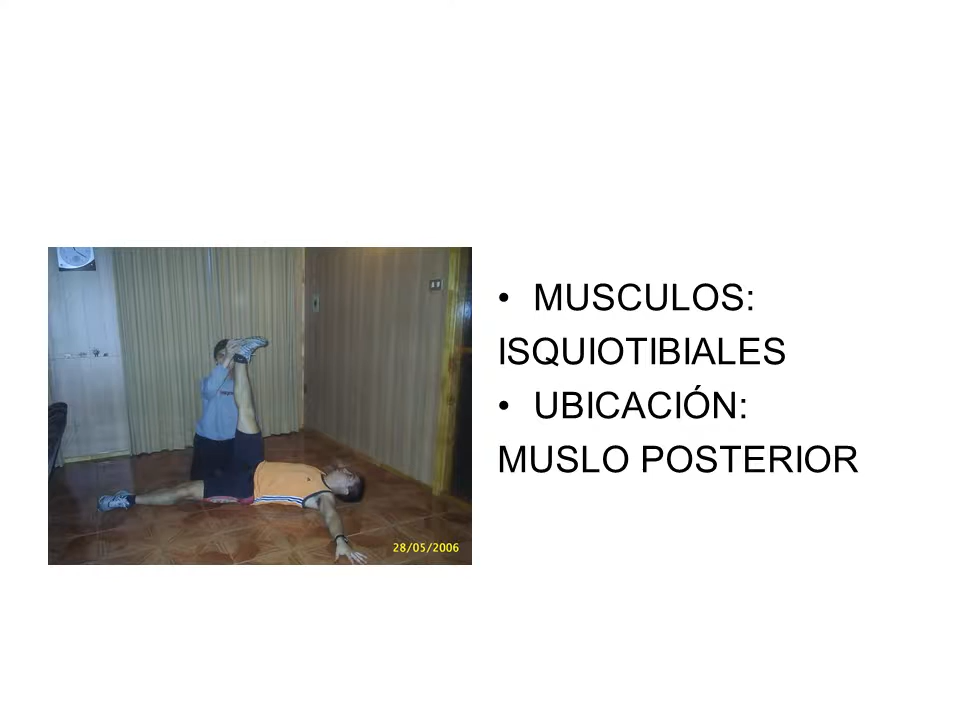 • MUSCULOS:
ISQUIOTIBIALES
• UBICACIÓN:
MUSLO POSTERIOR
28/05/2006